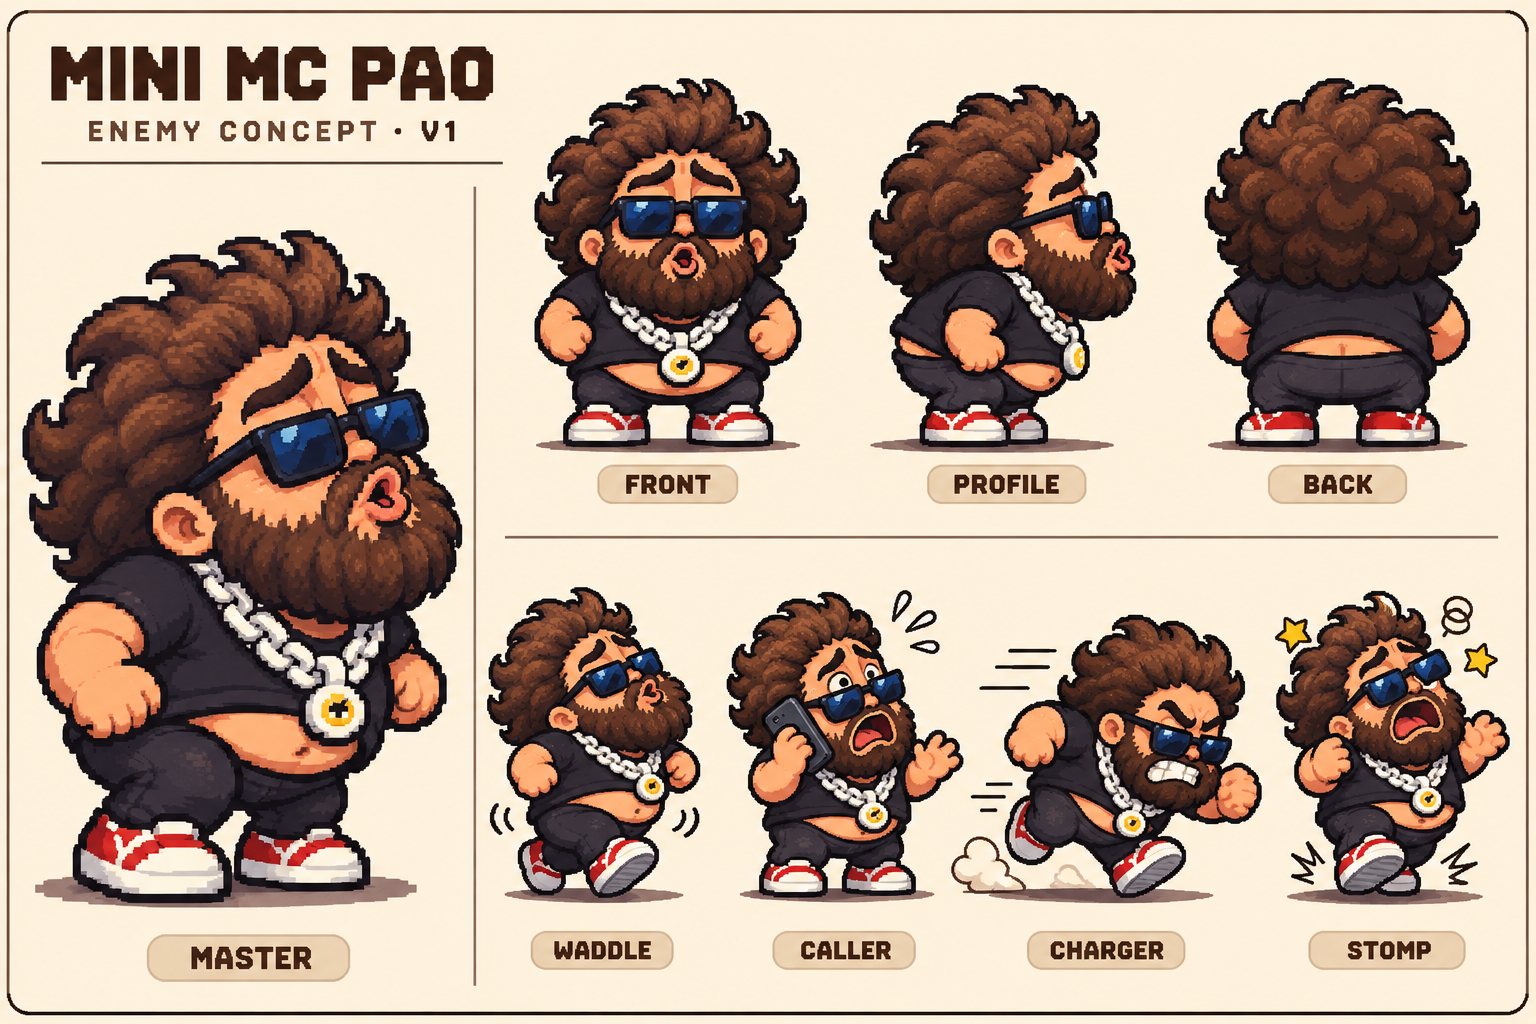 MINI MC PAO
ENEMY CONCEPT • V1
FRONT
PROFILE
BACK
MASTER
WADDLE
CALLER
CHARGER
STOMP